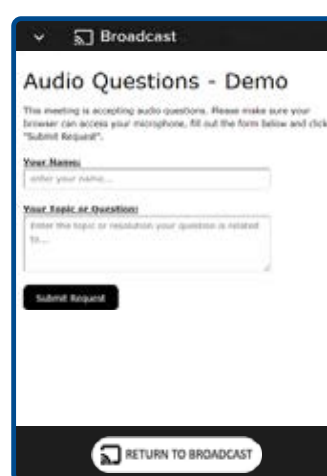 Broadcast
Audio Questions - Demo
This meeting is accepting audio questions. Please make sure your
browser can access your microphone, fill out the form below and click
"Submit Request".
Your Name:
enter your name...
Your Topic or Question:
Enter the topic or resolution your question is related
to...
Submit Request
RETURN TO BROADCAST